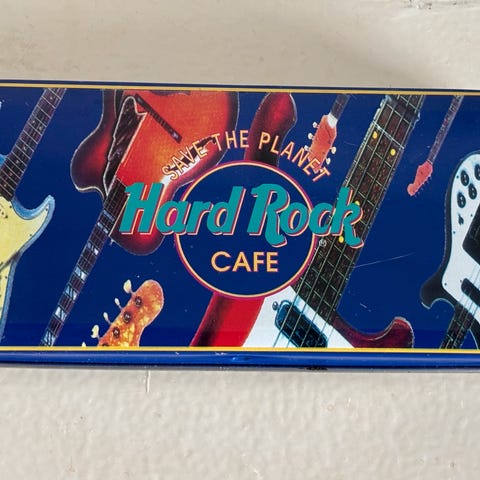 SAVE THE PLANET
Hard Rock
®
CAFE